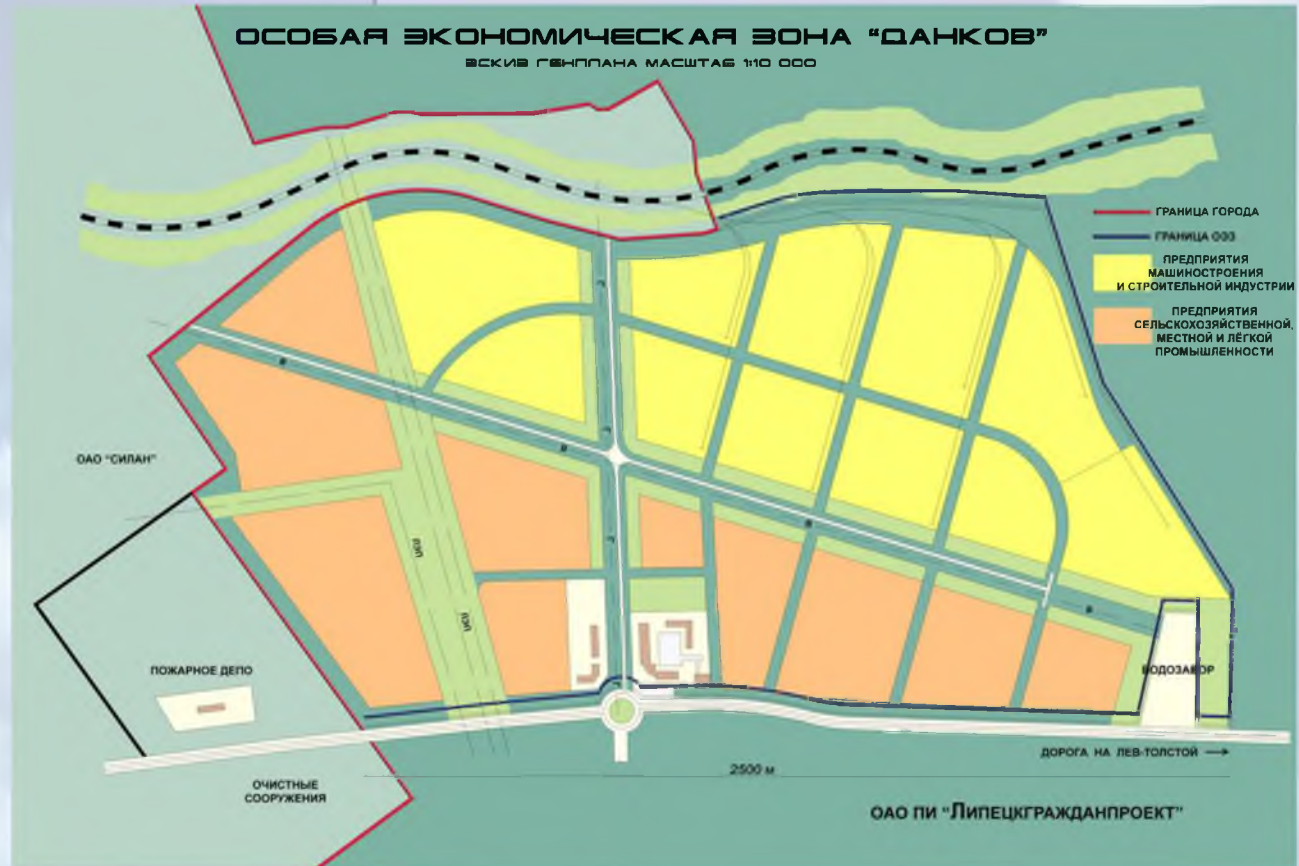 ОСОБАЯ ЭКОНОМИЧЕСКАЯ ЗОНА "ДАНКОВ"
ЭСКИЗ ГЕНПЛАНА МАСШТАБ 1:10 000
ГРАНИЦА ГОРОДА
ГРАНИЦА ОЭЗ
ПРЕДПРИЯТИЯ
МАШИНОСТРОЕНИЯ
И СТРОИТЕЛЬНОЙ ИНДУСТРИИ
ПРЕДПРИЯТИЯ
СЕЛЬСКОХОЗЯЙСТВЕННОЙ,
МЕСТНОЙ И ЛЁГКОЙ
ПРОМЫШЛЕННОСТИ
ОАО "СИЛАН"
ПОЖАРНОЕ ДЕПО
ВОДОЗАБОР
ДОРОГА НА ЛЕВ-ТОЛСТОЙ
2500 м
ОЧИСТНЫЕ
СООРУЖЕНИЯ
ОАО ПИ "ЛИПЕЦКГРАЖДАНПРОЕКТ"